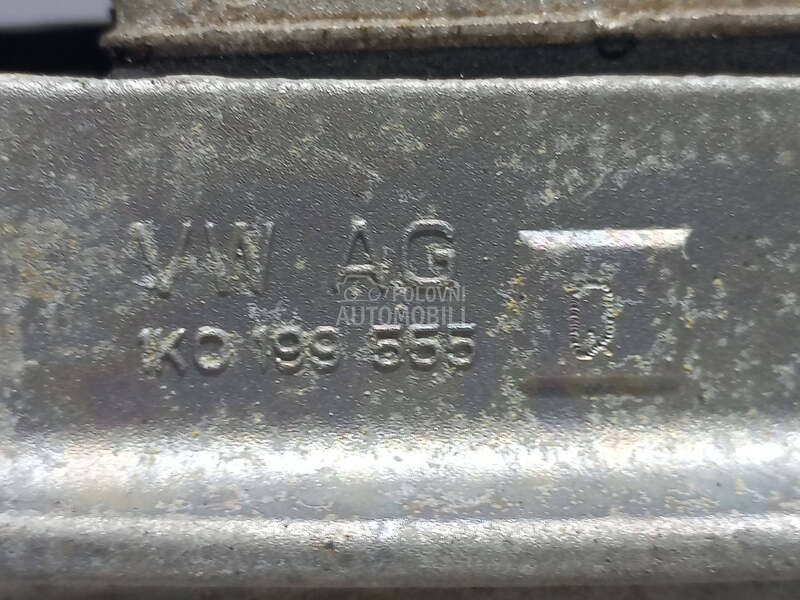 VW AG
1K0 199 555 Q
POLOVNI
AUTOMOBILI